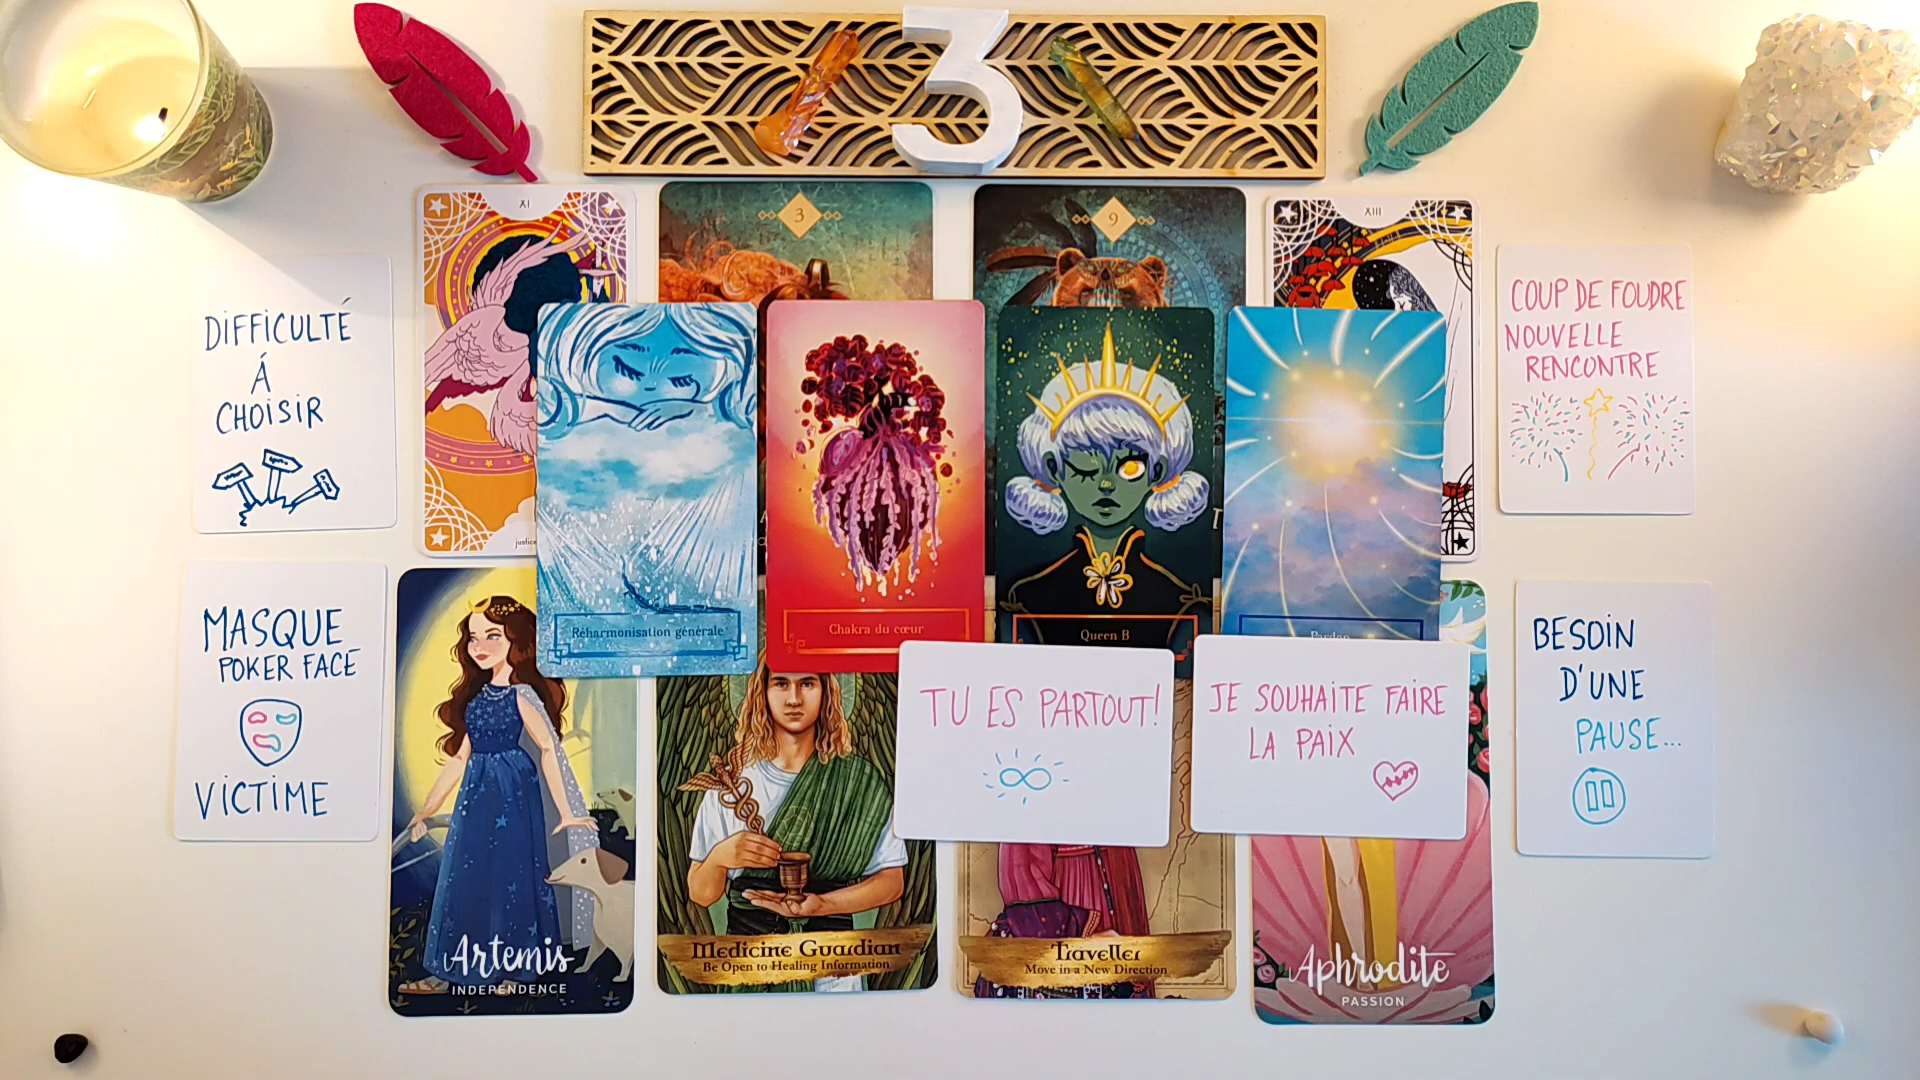 3
XI
3
9
XIII
DIFFICULTÉ
Á
CHOISIR
COUP DE FOUDRE
NOUVELLE
RENCONTRE
justice
Réharmonisation générale
Chakra du cœur
Queen B
Pardon
MASQUE
POKER FACE
VICTIME
TU ES PARTOUT!
JE SOUHAITE FAIRE
LA PAIX
BESOIN
D'UNE
PAUSE...
Artemis
INDEPENDENCE
Medicine Guardian
Be Open to Healing Information
Traveller
Move in a New Direction
Aphrodite
PASSION